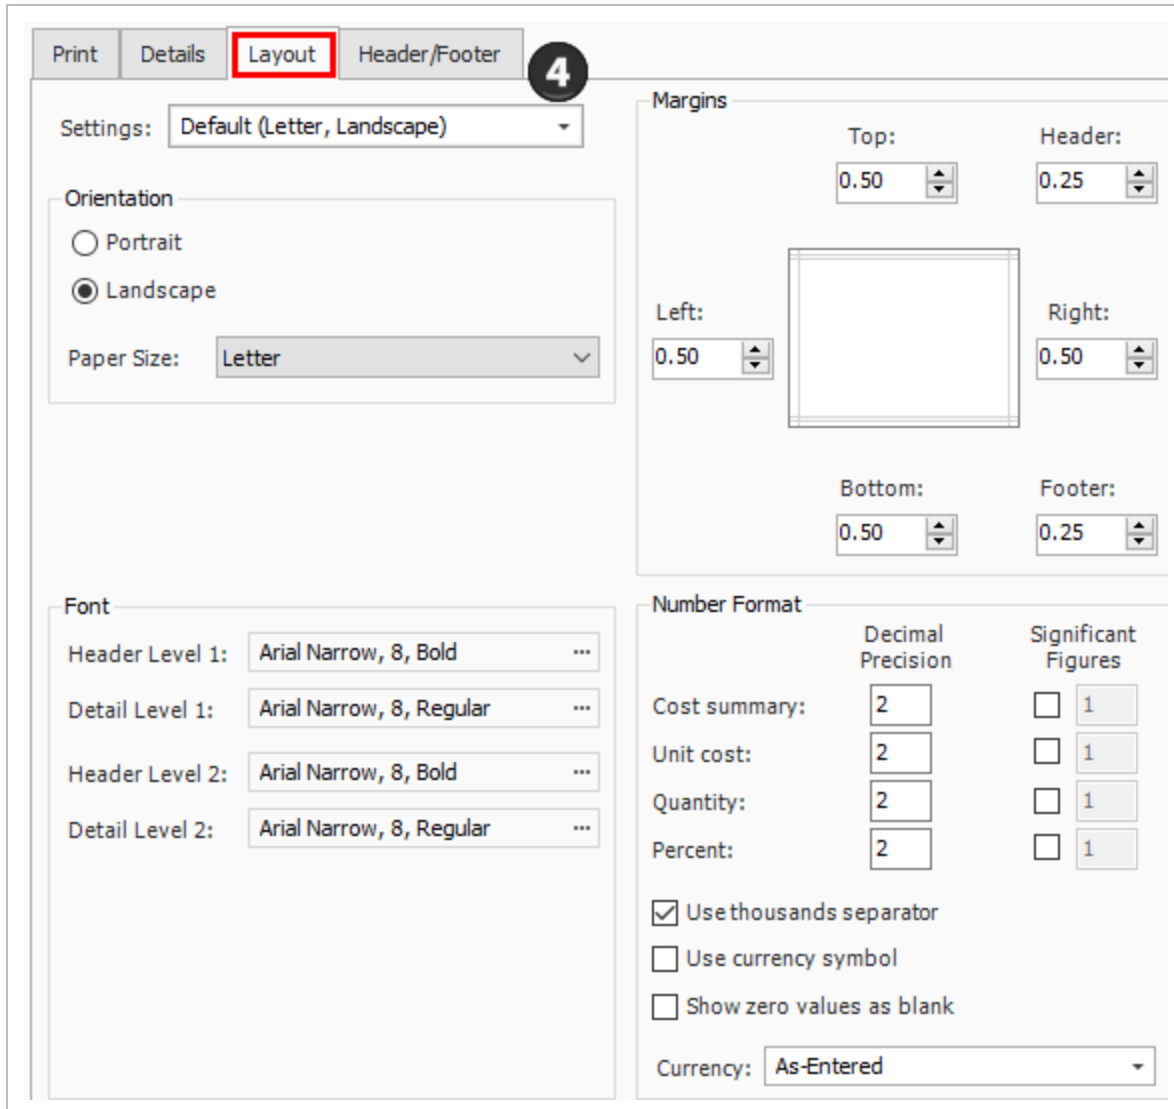 Print Details Layout Header/Footer
4
Settings: Default (Letter, Landscape)
Orientation
Portrait
Landscape
Paper Size: Letter
Margins
Top: Header:
0.50 0.25
Left: Right:
0.50 0.50
Bottom: Footer:
0.50 0.25
Font
Header Level 1: Arial Narrow, 8, Bold ...
Detail Level 1: Arial Narrow, 8, Regular ...
Header Level 2: Arial Narrow, 8, Bold ...
Detail Level 2: Arial Narrow, 8, Regular ...
Number Format
Decimal Significant
Precision Figures
Cost summary: 2 1
Unit cost: 2 1
Quantity: 2 1
Percent: 2 1
Use thousands separator
Use currency symbol
Show zero values as blank
Currency: As-Entered